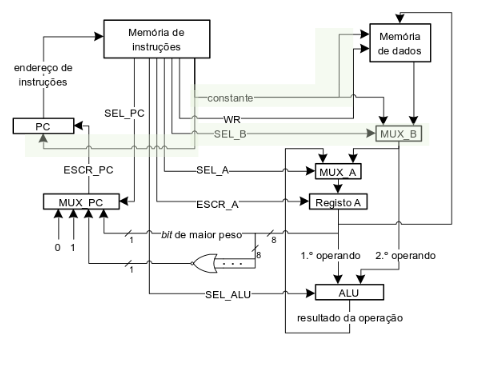 Memória de
instruções
Memória
de dados
endereço de
instruções
SEL_PC
constante
WR
SEL_B
MUX_B
PC
ESCR_PC
SEL_A
MUX_A
MUX_PC
ESCR_A
Registo A
0 1
1
bit de maior peso
8
8
1
1.º operando
2.º operando
SEL_ALU
ALU
resultado da operação